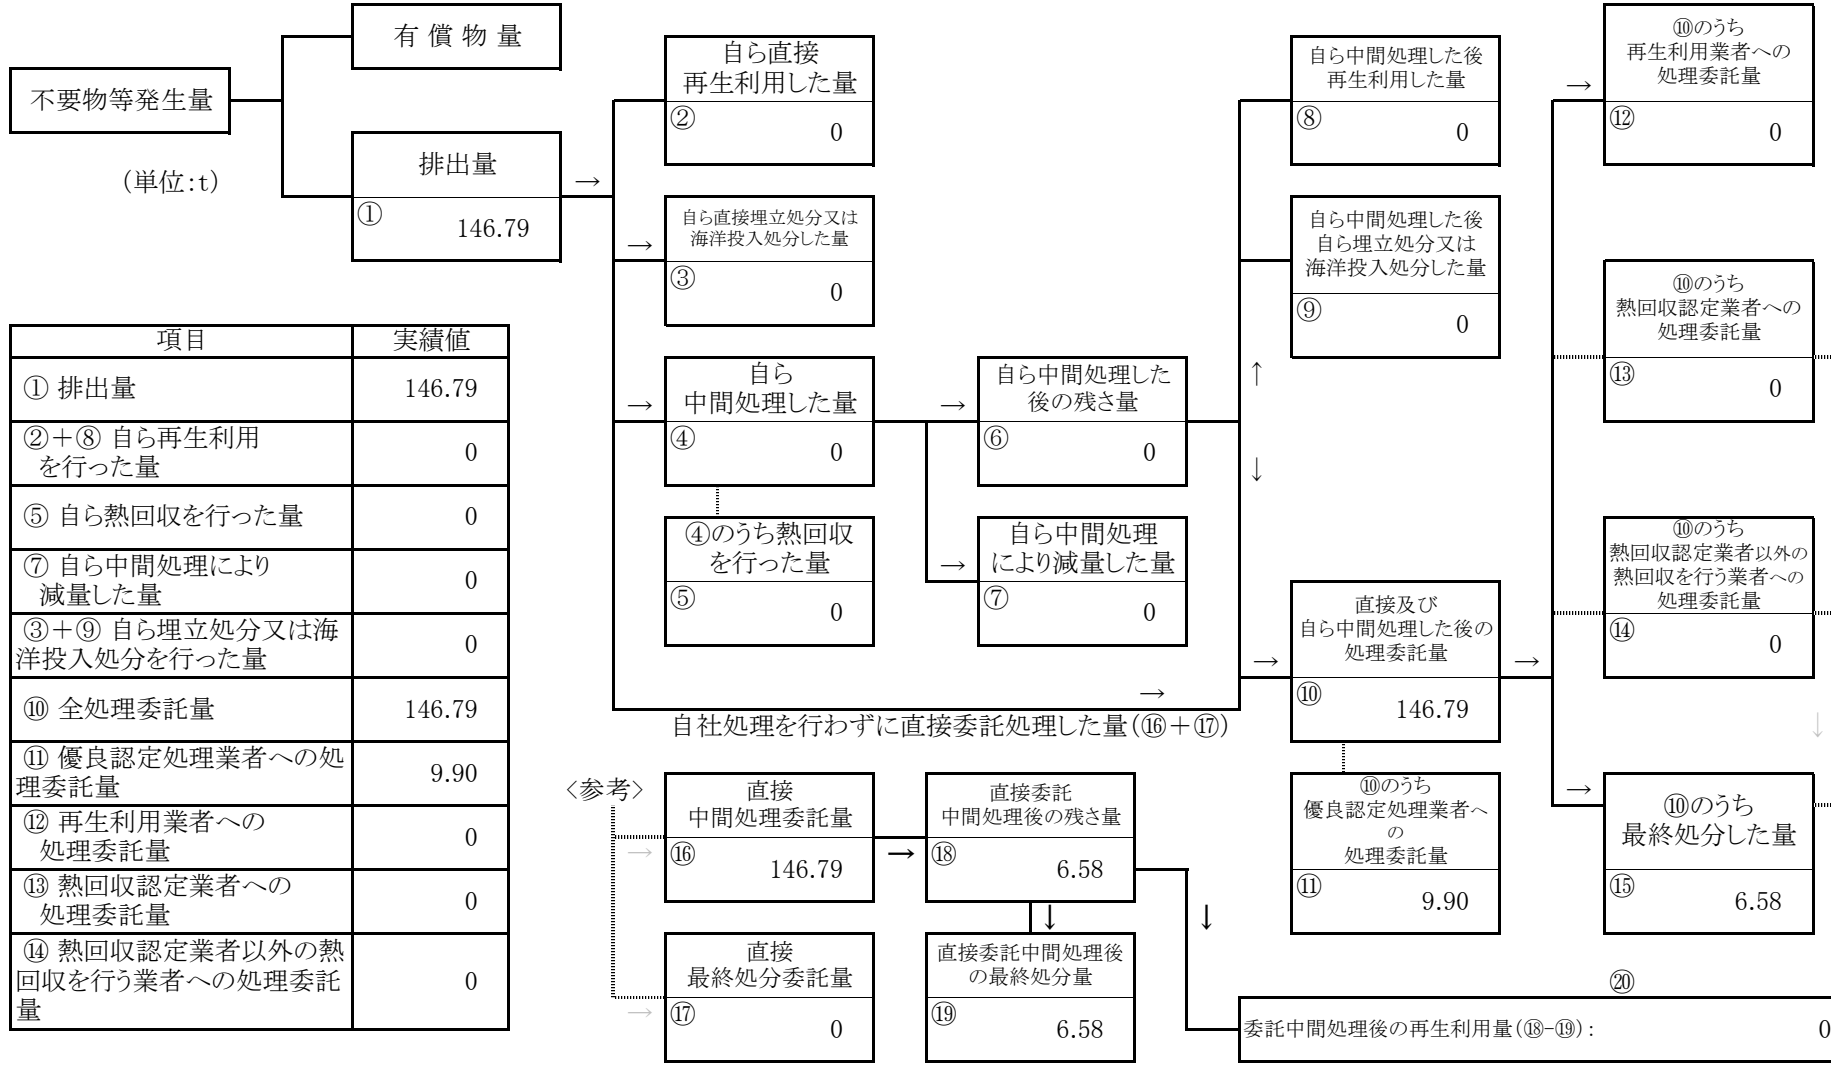 有 償 物 量
不要物等発生量
(単位:t)
排出量
①
146.79
→
自ら直接
再生利用した量
②
0
→
自ら直接埋立処分又は
海洋投入処分した量
③
0
→
自ら
中間処理した量
④
0
④のうち熱回収
を行った量
⑤
0
→
自ら中間処理した
後の残さ量
⑥
0
→
自ら中間処理
により減量した量
⑦
0
↑
↓
自ら中間処理した後
再生利用した量
⑧
0
自ら中間処理した後
自ら埋立処分又は
海洋投入処分した量
⑨
0
→
自社処理を行わずに直接委託処理した量(⑯+⑰)
→
直接及び
自ら中間処理した後の
処理委託量
⑩
146.79
→
⑩のうち
優良認定処理業者へ
の
処理委託量
⑪
9.90
→
⑩のうち
再生利用業者への
処理委託量
⑫
0
⑩のうち
熱回収認定業者への
処理委託量
⑬
0
⑩のうち
熱回収認定業者以外の
熱回収を行う業者への
処理委託量
⑭
0
↓
→
⑩のうち
最終処分した量
⑮
6.58
項目 実績値
① 排出量 146.79
②+⑧ 自ら再生利用
を行った量 0
⑤ 自ら熱回収を行った量 0
⑦ 自ら中間処理により
減量した量 0
③+⑨ 自ら埋立処分又は海
洋投入処分を行った量 0
⑩ 全処理委託量 146.79
⑪ 優良認定処理業者への処
理委託量 9.90
⑫ 再生利用業者への
処理委託量 0
⑬ 熱回収認定業者への
処理委託量 0
⑭ 熱回収認定業者以外の熱
回収を行う業者への処理委託
量 0
<参考>
→
直接
中間処理委託量
⑯
146.79
→
直接委託
中間処理後の残さ量
⑱
6.58
↓
↓
→
直接
最終処分委託量
⑰
0
直接委託中間処理後
の最終処分量
⑲
6.58
⑳
委託中間処理後の再生利用量(⑱-⑲): 0